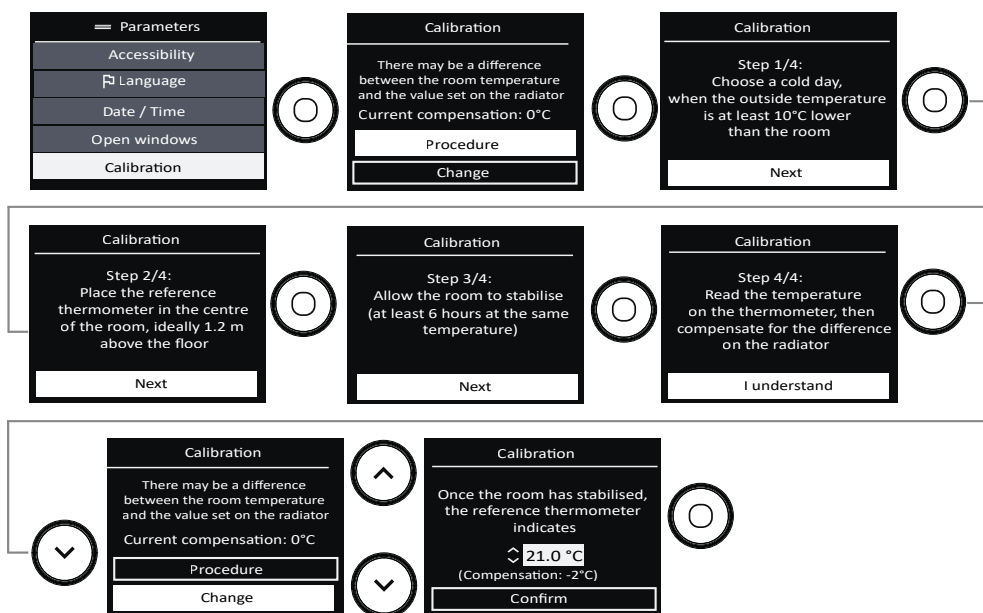 Parameters
Accessibility
Language
Date / Time
Open windows
Calibration
Calibration
There may be a difference
between the room temperature
and the value set on the radiator
Current compensation: 0°C
Procedure
Change
Calibration
Step 1/4:
Choose a cold day,
when the outside temperature
is at least 10°C lower
than the room
Next
Calibration
Step 2/4:
Place the reference
thermometer in the centre
of the room, ideally 1.2 m
above the floor
Next
Calibration
Step 3/4:
Allow the room to stabilise
(at least 6 hours at the same
temperature)
Next
Calibration
Step 4/4:
Read the temperature
on the thermometer, then
compensate for the difference
on the radiator
I understand
Calibration
There may be a difference
between the room temperature
and the value set on the radiator
Current compensation: 0°C
Procedure
Change
Calibration
Once the room has stabilised,
the reference thermometer
indicates
21.0 °C
(Compensation: -2°C)
Confirm